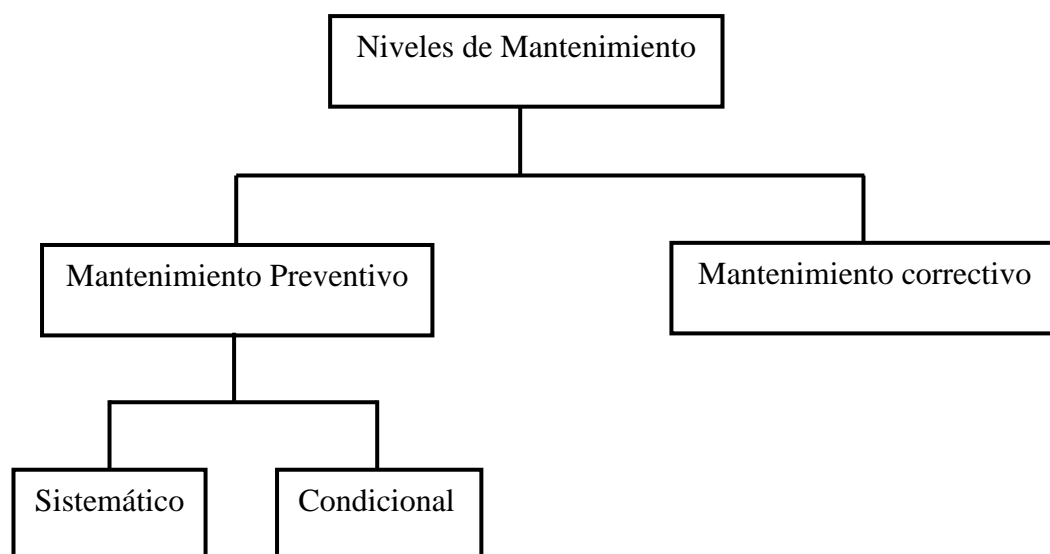 Niveles de Mantenimiento
Mantenimiento Preventivo
Mantenimiento correctivo
Sistemático
Condicional